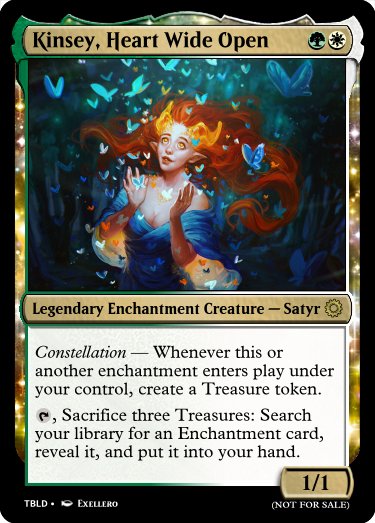 Kinsey, Heart Wide Open
Legendary Enchantment Creature — Satyr
Constellation — Whenever this or
another enchantment enters play under
your control, create a Treasure token.
, Sacrifice three Treasures: Search
your library for an Enchantment card,
reveal it, and put it into your hand.
1/1
TBLD • Exellero
(NOT FOR SALE)